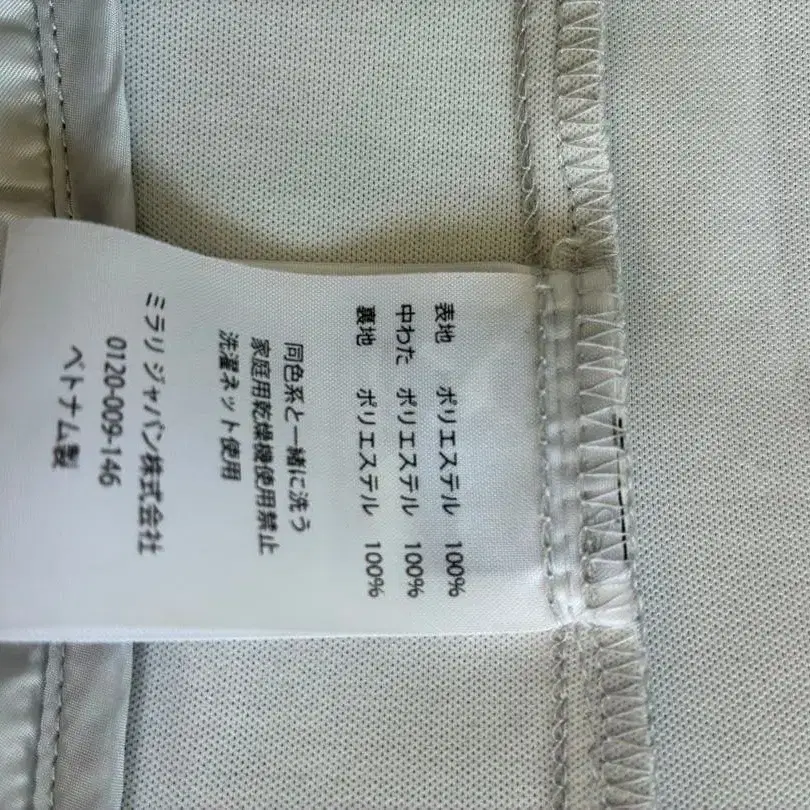 表地 ポリエステル 100%
中わた ポリエステル 100%
裏地 ポリエステル 100%
同色系と一緒に洗う
家庭用乾燥機使用禁止
洗濯ネット使用
ミラリ ジャパン株式会社
0120-009-146
ベトナム製